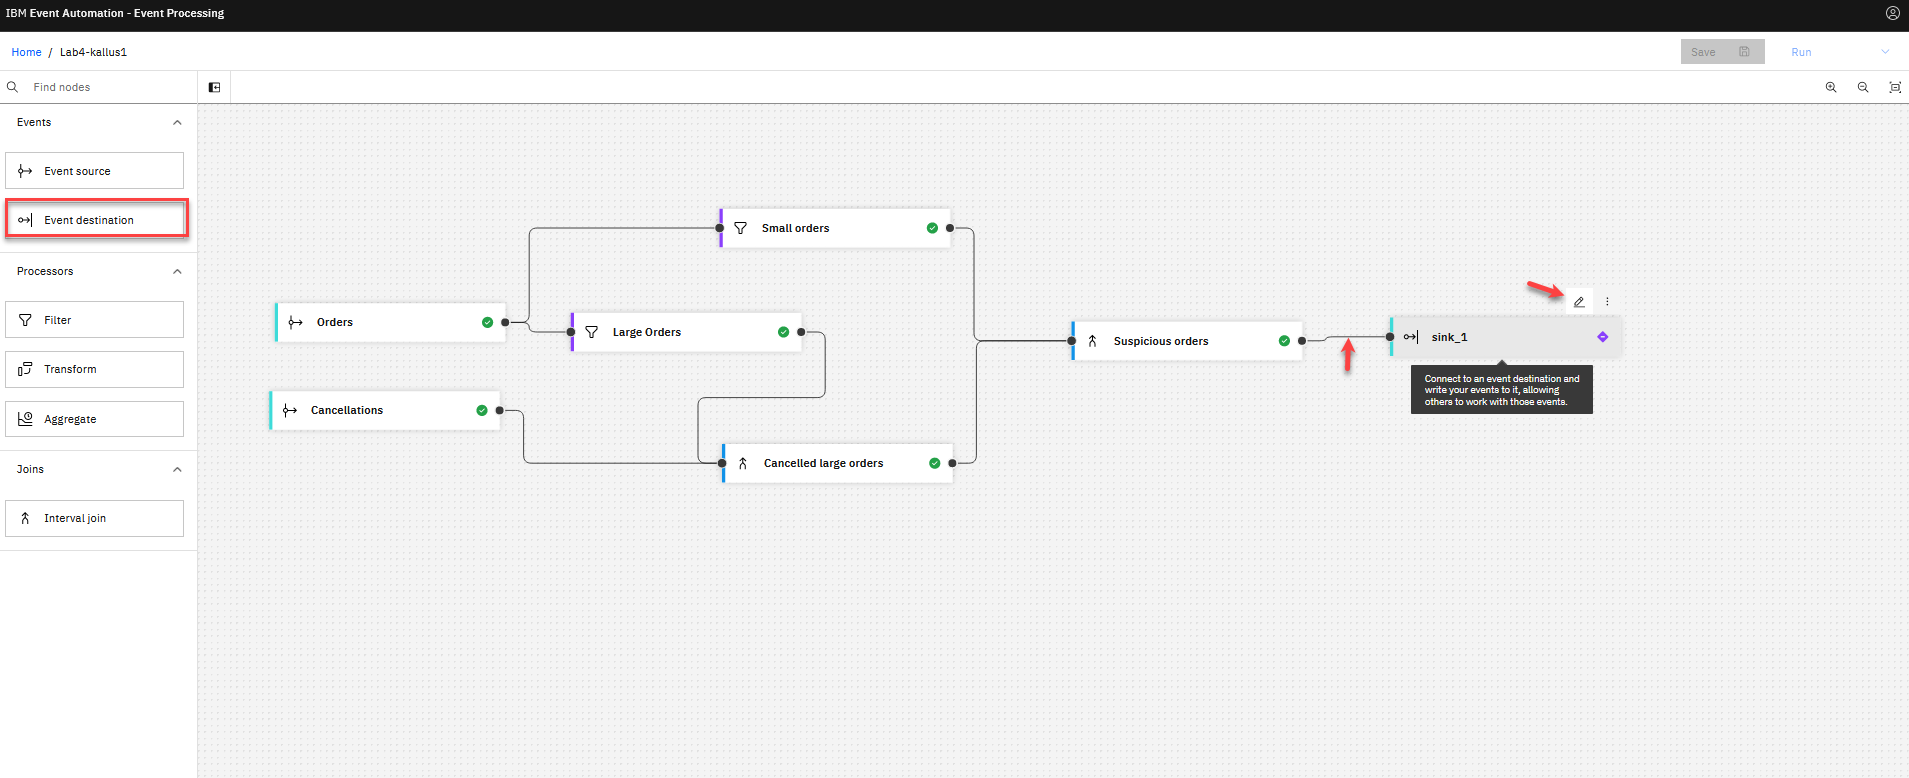 IBM Event Automation - Event Processing
Home / Lab4-kallus1
Save
Run
Find nodes
Events
Event source
Event destination
Processors
Filter
Transform
Aggregate
Joins
Interval join
Small orders
Orders
Large Orders
Cancellations
Cancelled large orders
Suspicious orders
sink_1
Connect to an event destination and
write your events to it, allowing
others to work with those events.